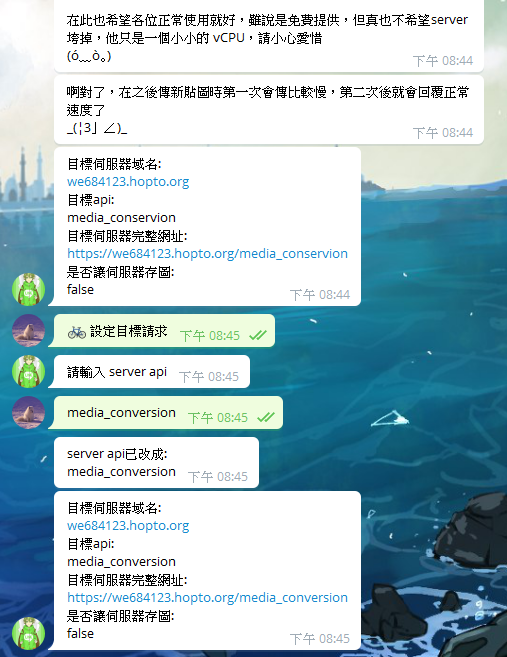 在此也希望各位正常使用就好，雖說是免費提供，但真也不希望server
垮掉，他只是一個小小的 vCPU，請小心愛惜
(ó﹏ò｡)
下午 08:44
啊對了，在之後傳新貼圖時第一次會傳比較慢，第二次後就會回覆正常
速度了
_(¦3」∠)_
下午 08:44
目標伺服器域名:
we684123.hopto.org
目標api:
media_conservion
目標伺服器完整網址:
https://we684123.hopto.org/media_conservion
是否讓伺服器存圖:
false
下午 08:44
🚲 設定目標請求 下午 08:45
請輸入 server api 下午 08:45
media_conversion 下午 08:45
server api已改成:
media_conversion 下午 08:45
目標伺服器域名:
we684123.hopto.org
目標api:
media_conversion
目標伺服器完整網址:
https://we684123.hopto.org/media_conversion
是否讓伺服器存圖:
false
下午 08:45